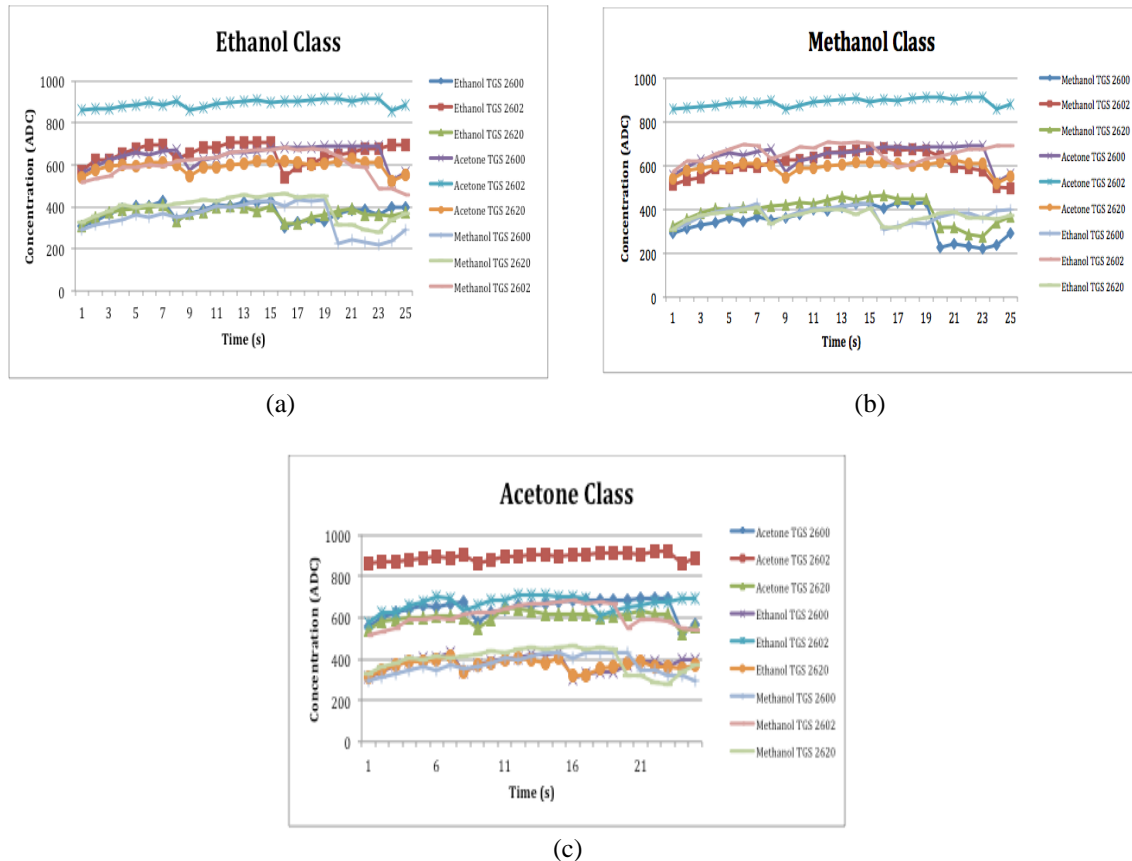 Ethanol Class
Concentration (ADC)
1000
800
600
400
200
0
1 3 5 7 9 11 13 15 17 19 21 23 25
Time (s)
Ethanol TGS 2600
Ethanol TGS 2602
Ethanol TGS 2620
Acetone TGS 2600
Acetone TGS 2602
Acetone TGS 2620
Methanol TGS 2600
Methanol TGS 2620
Methanol TGS 2602
(a)
Methanol Class
Concentration (ADC)
1000
800
600
400
200
0
1 3 5 7 9 11 13 15 17 19 21 23 25
Time (s)
Methanol TGS 2600
Methanol TGS 2602
Methanol TGS 2620
Acetone TGS 2600
Acetone TGS 2602
Acetone TGS 2620
Ethanol TGS 2600
Ethanol TGS 2602
Ethanol TGS 2620
(b)
Acetone Class
Concentration (ADC)
1000
800
600
400
200
0
1 6 11 16 21
Time (s)
Acetone TGS 2600
Acetone TGS 2602
Acetone TGS 2620
Ethanol TGS 2600
Ethanol TGS 2602
Ethanol TGS 2620
Methanol TGS 2600
Methanol TGS 2602
Methanol TGS 2620
(c)